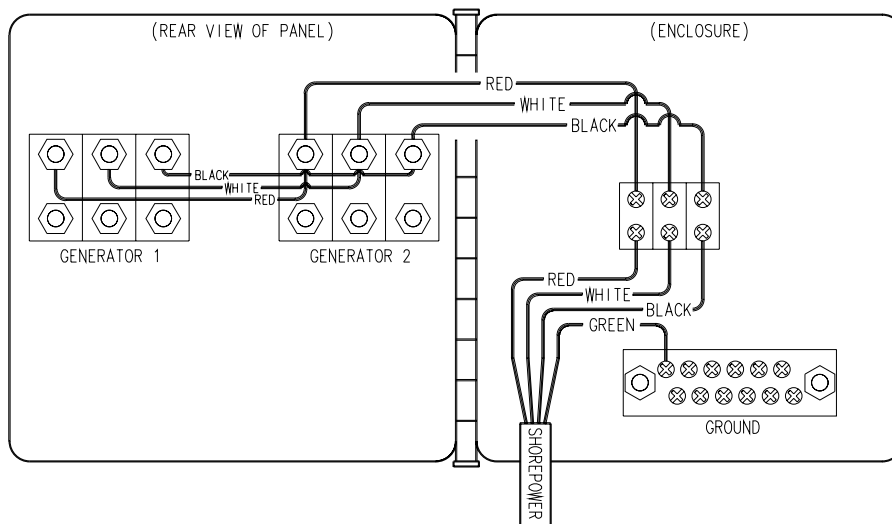 (REAR VIEW OF PANEL)
(ENCLOSURE)
RED
WHITE
BLACK
BLACK
WHITE
RED
GENERATOR 1
GENERATOR 2
RED
WHITE
BLACK
GREEN
GROUND
SHOREPOWER